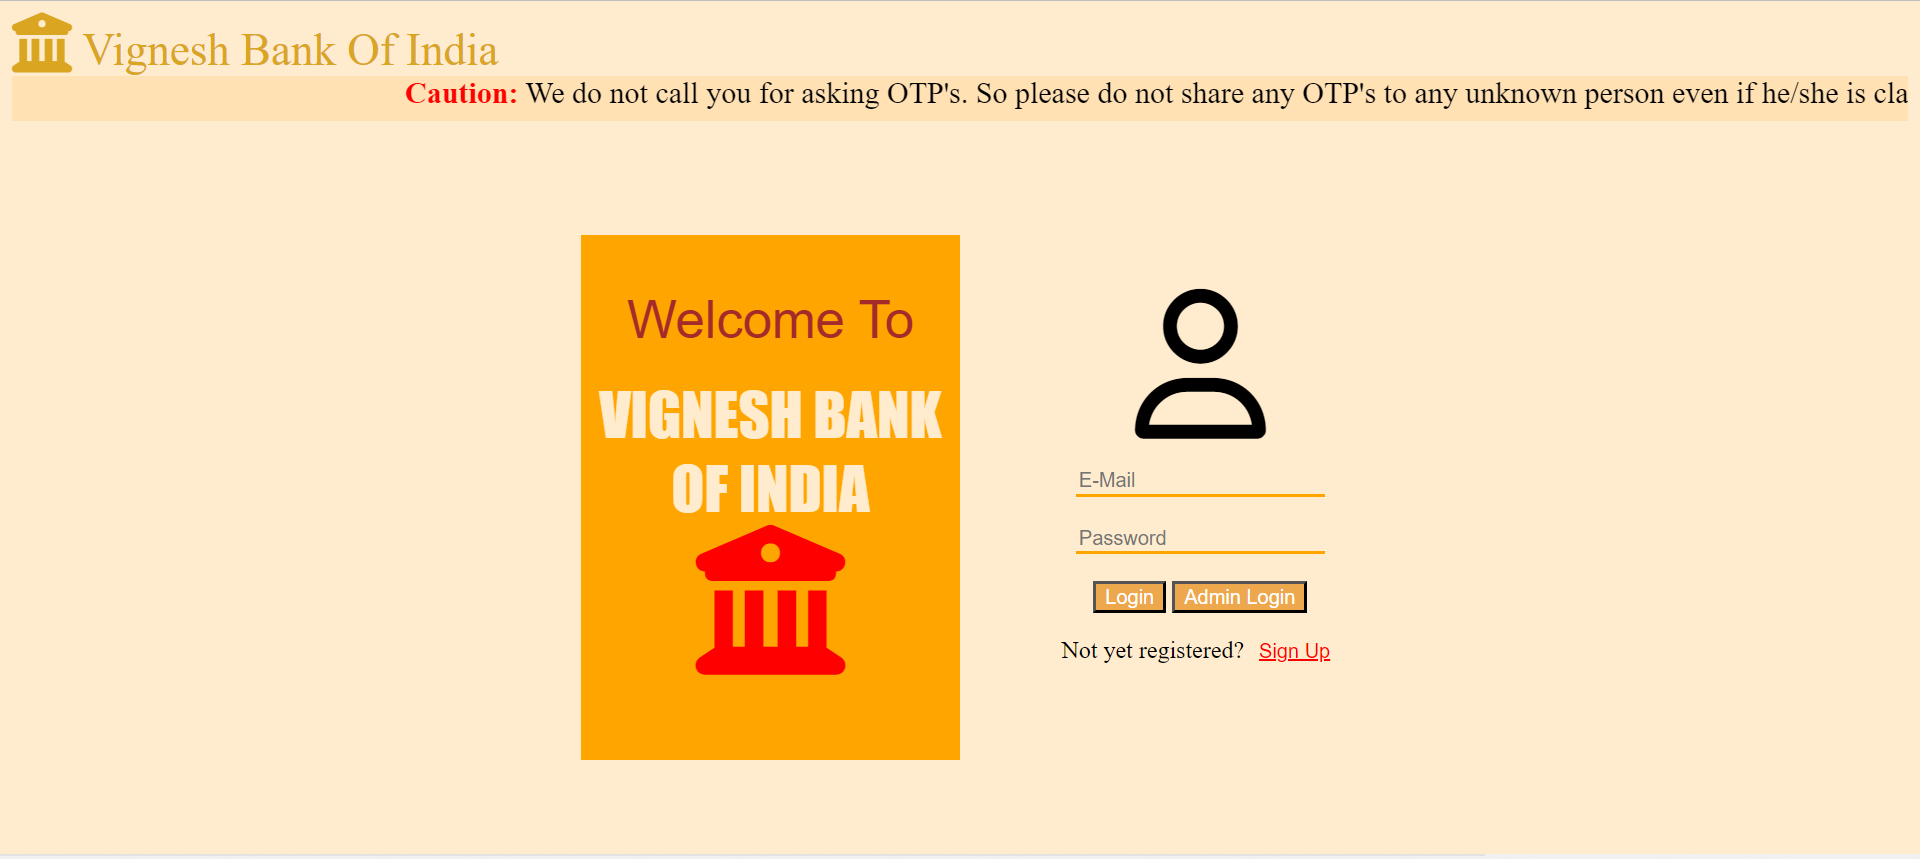 Vignesh Bank Of India
Caution: We do not call you for asking OTP's. So please do not share any OTP's to any unknown person even if he/she is cla
Welcome To
VIGNESH BANK
OF INDIA
E-Mail
Password
Login Admin Login
Not yet registered? Sign Up